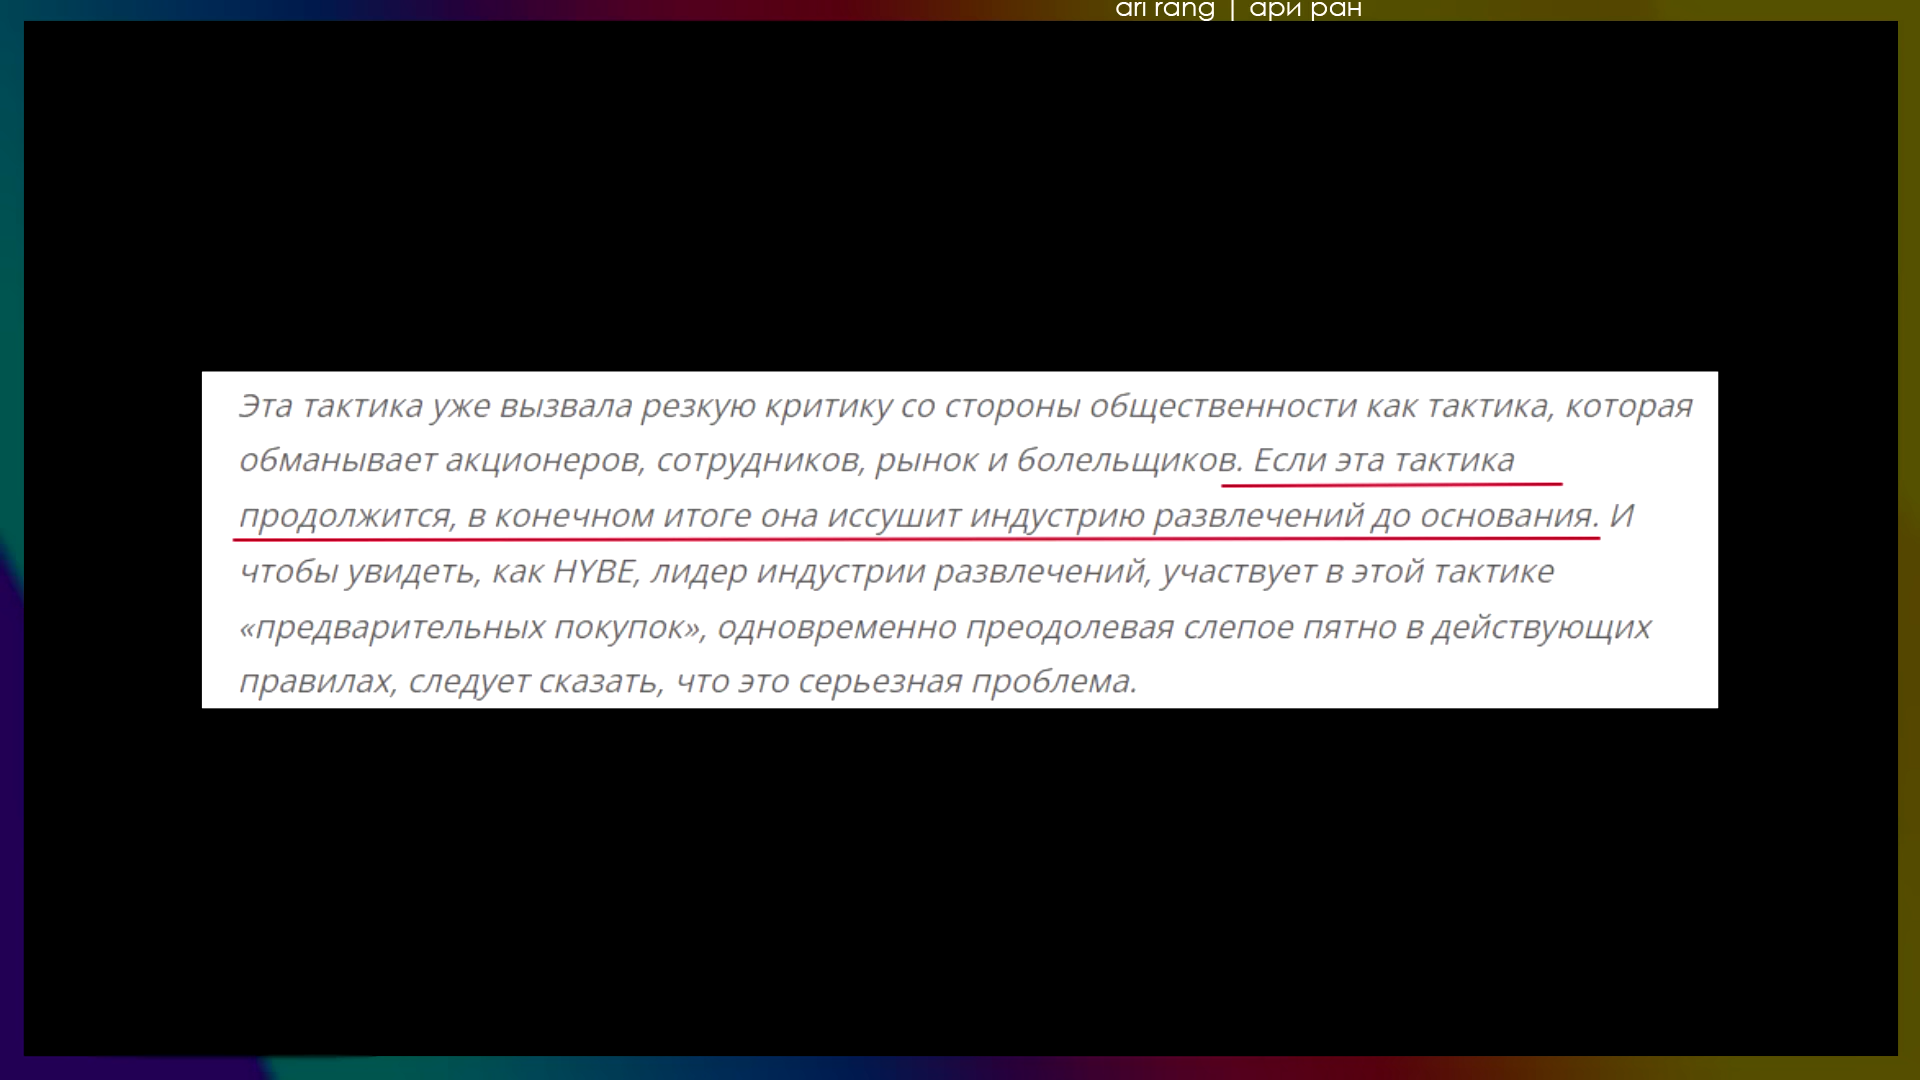 ari rang | ари ран
Эта тактика уже вызвала резкую критику со стороны общественности как тактика, которая
обманывает акционеров, сотрудников, рынок и болельщиков. Если эта тактика
продолжится, в конечном итоге она иссушит индустрию развлечений до основания. И
чтобы увидеть, как HYBE, лидер индустрии развлечений, участвует в этой тактике
«предварительных покупок», одновременно преодолевая слепое пятно в действующих
правилах, следует сказать, что это серьезная проблема.